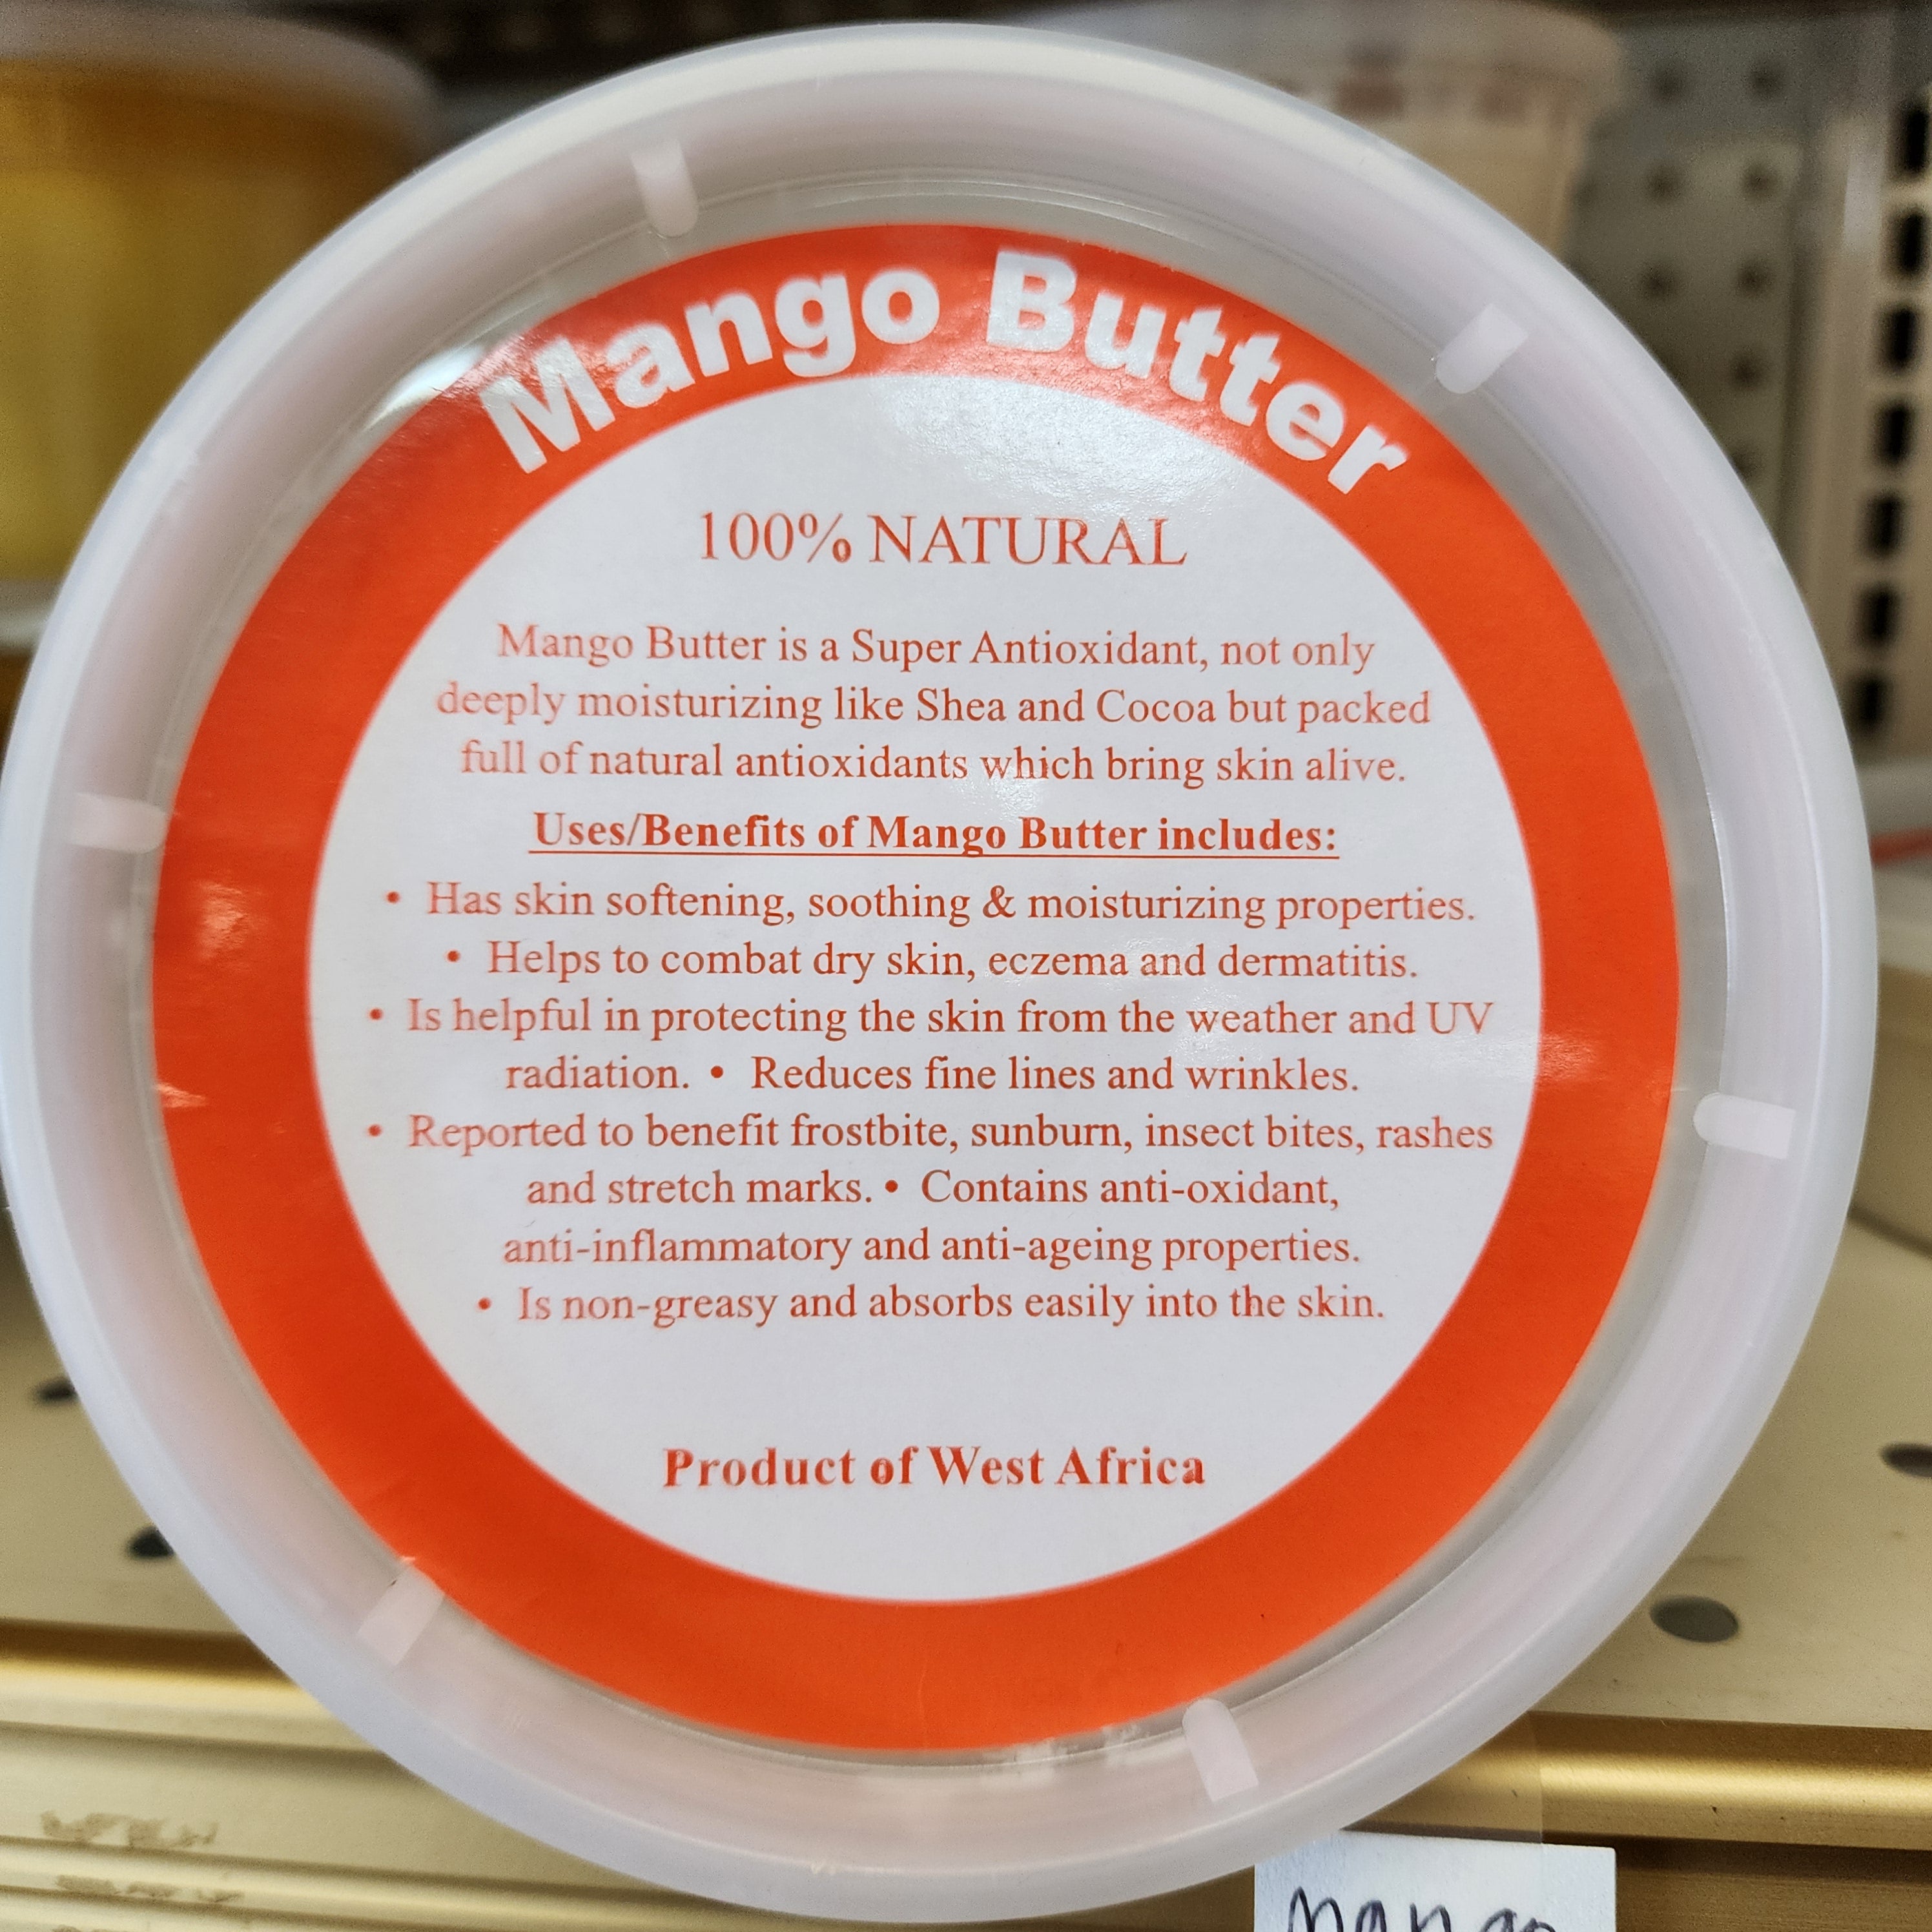 Mango Butter
100% NATURAL
Mango Butter is a Super Antioxidant, not only
deeply moisturizing like Shea and Cocoa but packed
full of natural antioxidants which bring skin alive.
Uses/Benefits of Mango Butter includes:
• Has skin softening, soothing & moisturizing properties.
• Helps to combat dry skin, eczema and dermatitis.
• Is helpful in protecting the skin from the weather and UV
radiation. • Reduces fine lines and wrinkles.
• Reported to benefit frostbite, sunburn, insect bites, rashes
and stretch marks. • Contains anti-oxidant,
anti-inflammatory and anti-ageing properties.
• Is non-greasy and absorbs easily into the skin.
Product of West Africa
mango